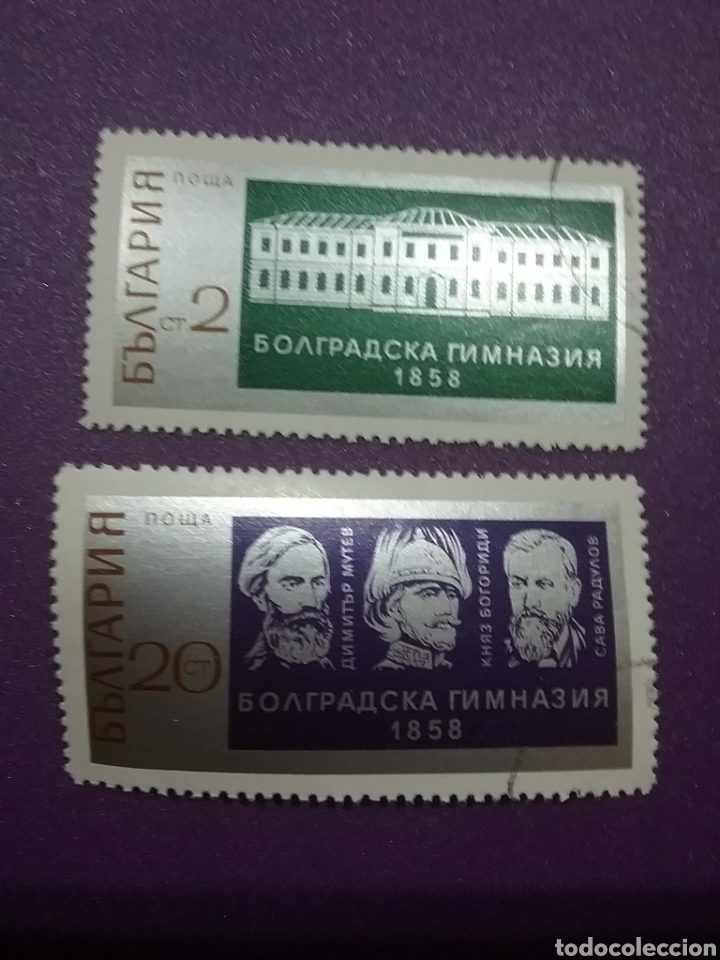 БЪЛГАРИЯ
ПОЩА
СТ. 2
БОЛГРАДСКА ГИМНАЗИЯ
1858
БЪЛГАРИЯ
ПОЩА
20 СТ.
ДИМИТЪР МУТЕВ
КНЯЗ БОГОРИДИ
САВА РАДУЛОВ
БОЛГРАДСКА ГИМНАЗИЯ
1858
todocoleccion